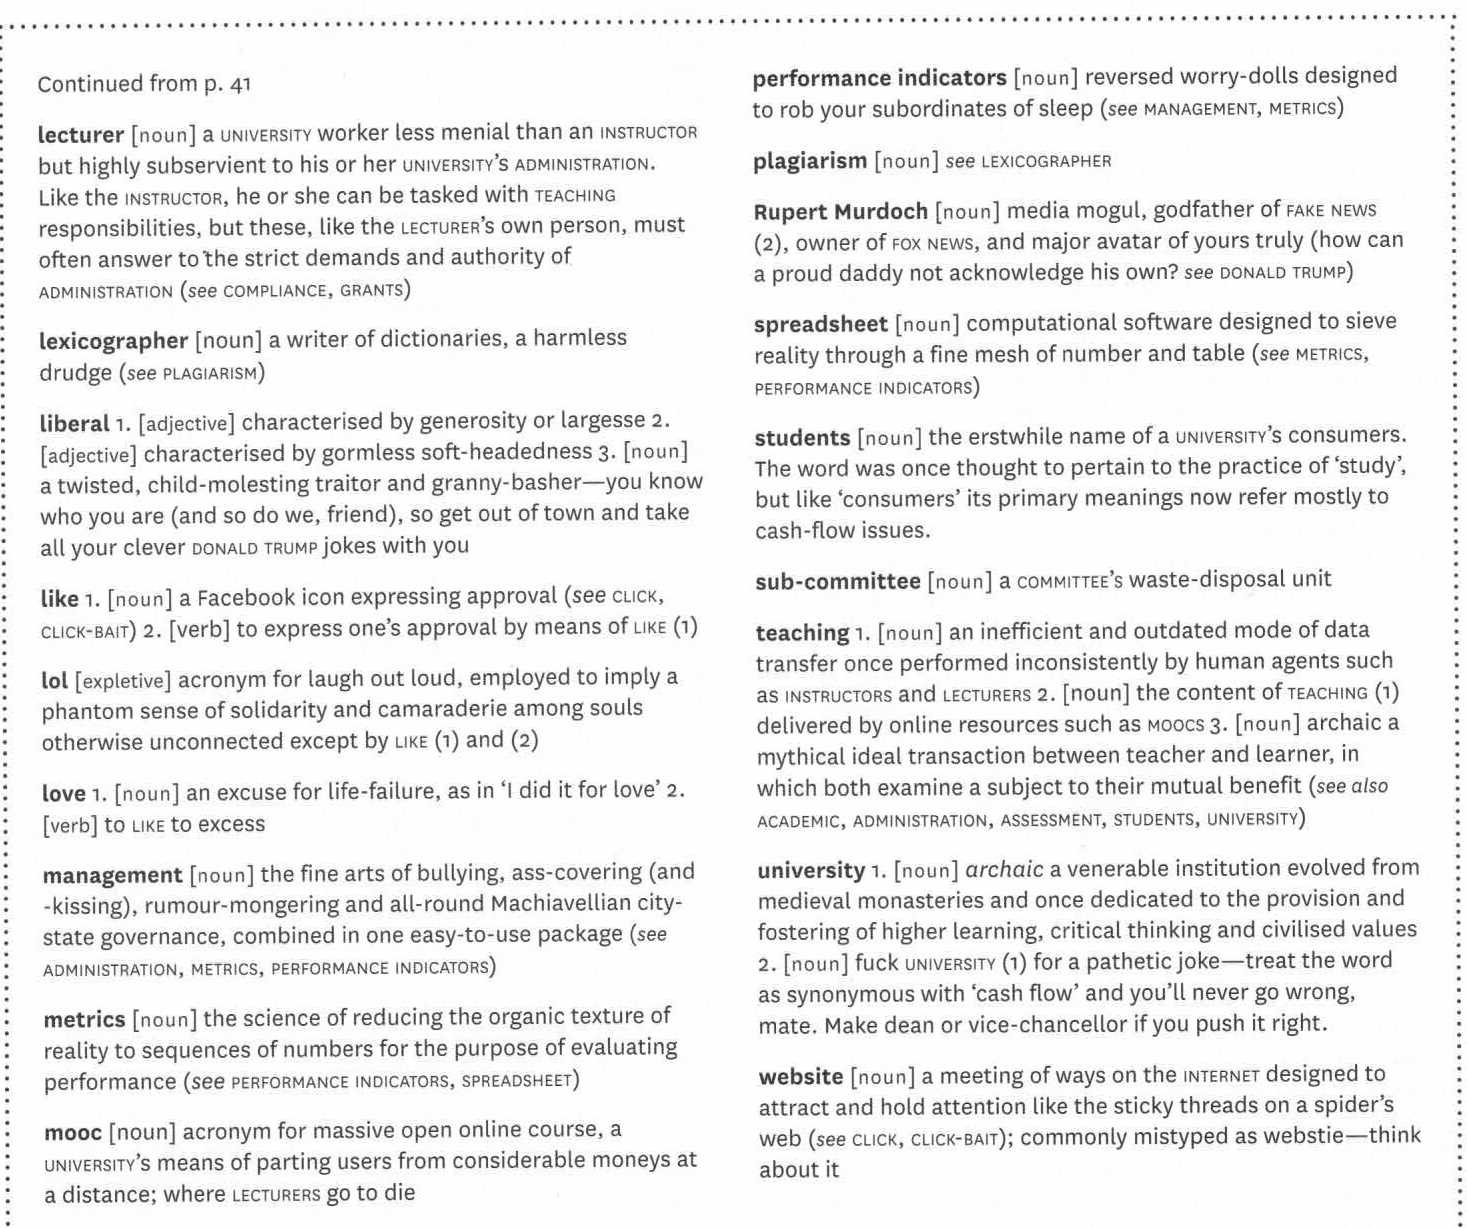 Continued from p. 41
lecturer [noun] a UNIVERSITY worker less menial than an INSTRUCTOR
but highly subservient to his or her UNIVERSITY'S ADMINISTRATION.
Like the INSTRUCTOR, he or she can be tasked with TEACHING
responsibilities, but these, like the LECTURER's own person, must
often answer to the strict demands and authority of
ADMINISTRATION (see COMPLIANCE, GRANTS)
lexicographer [noun] a writer of dictionaries, a harmless
drudge (see PLAGIARISM)
liberal 1. [adjective] characterised by generosity or largesse 2.
[adjective] characterised by gormless soft-headedness 3. [noun]
a twisted, child-molesting traitor and granny-basher—you know
who you are (and so do we, friend), so get out of town and take
all your clever DONALD TRUMP jokes with you
like 1. [noun] a Facebook icon expressing approval (see CLICK,
CLICK-BAIT) 2. [verb] to express one's approval by means of LIKE (1)
lol [expletive] acronym for laugh out loud, employed to imply a
phantom sense of solidarity and camaraderie among souls
otherwise unconnected except by LIKE (1) and (2)
love 1. [noun] an excuse for life-failure, as in 'I did it for love' 2.
[verb] to LIKE to excess
management [noun] the fine arts of bullying, ass-covering (and
-kissing), rumour-mongering and all-round Machiavellian city-
state governance, combined in one easy-to-use package (see
ADMINISTRATION, METRICS, PERFORMANCE INDICATORS)
metrics [noun] the science of reducing the organic texture of
reality to sequences of numbers for the purpose of evaluating
performance (see PERFORMANCE INDICATORS, SPREADSHEET)
mooc [noun] acronym for massive open online course, a
UNIVERSITY's means of parting users from considerable moneys at
a distance; where LECTURERS go to die
performance indicators [noun] reversed worry-dolls designed
to rob your subordinates of sleep (see MANAGEMENT, METRICS)
plagiarism [noun] see LEXICOGRAPHER
Rupert Murdoch [noun] media mogul, godfather of FAKE NEWS
(2), owner of FOX NEWS, and major avatar of yours truly (how can
a proud daddy not acknowledge his own? see DONALD TRUMP)
spreadsheet [noun] computational software designed to sieve
reality through a fine mesh of number and table (see METRICS,
PERFORMANCE INDICATORS)
students [noun] the erstwhile name of a UNIVERSITY's consumers.
The word was once thought to pertain to the practice of 'study',
but like 'consumers' its primary meanings now refer mostly to
cash-flow issues.
sub-committee [noun] a COMMITTEE's waste-disposal unit
teaching 1. [noun] an inefficient and outdated mode of data
transfer once performed inconsistently by human agents such
as INSTRUCTORS and LECTURERS 2. [noun] the content of TEACHING (1)
delivered by online resources such as MOOCS 3. [noun] archaic a
mythical ideal transaction between teacher and learner, in
which both examine a subject to their mutual benefit (see also
ACADEMIC, ADMINISTRATION, ASSESSMENT, STUDENTS, UNIVERSITY)
university 1. [noun] archaic a venerable institution evolved from
medieval monasteries and once dedicated to the provision and
fostering of higher learning, critical thinking and civilised values
2. [noun] fuck UNIVERSITY (1) for a pathetic joke—treat the word
as synonymous with 'cash flow' and you'll never go wrong,
mate. Make dean or vice-chancellor if you push it right.
website [noun] a meeting of ways on the INTERNET designed to
attract and hold attention like the sticky threads on a spider's
web (see CLICK, CLICK-BAIT); commonly mistyped as webstie—think
about it